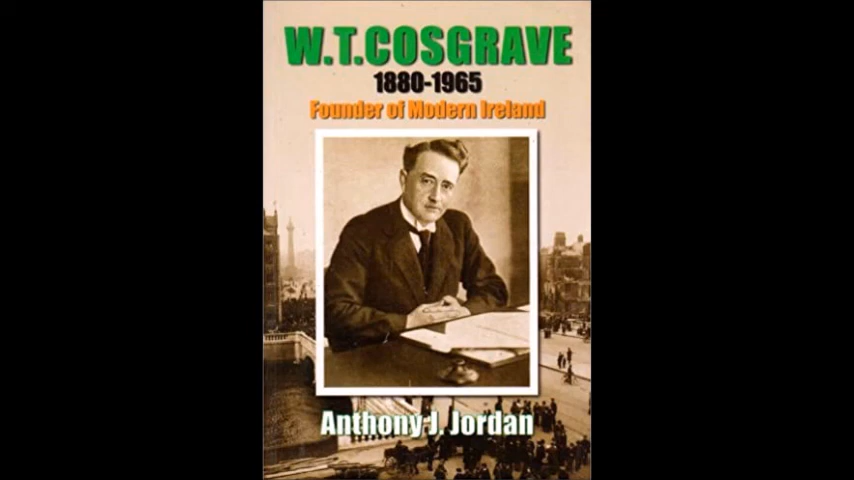 W.T.COSGRAVE
1880-1965
Founder of Modern Ireland
Anthony J. Jordan